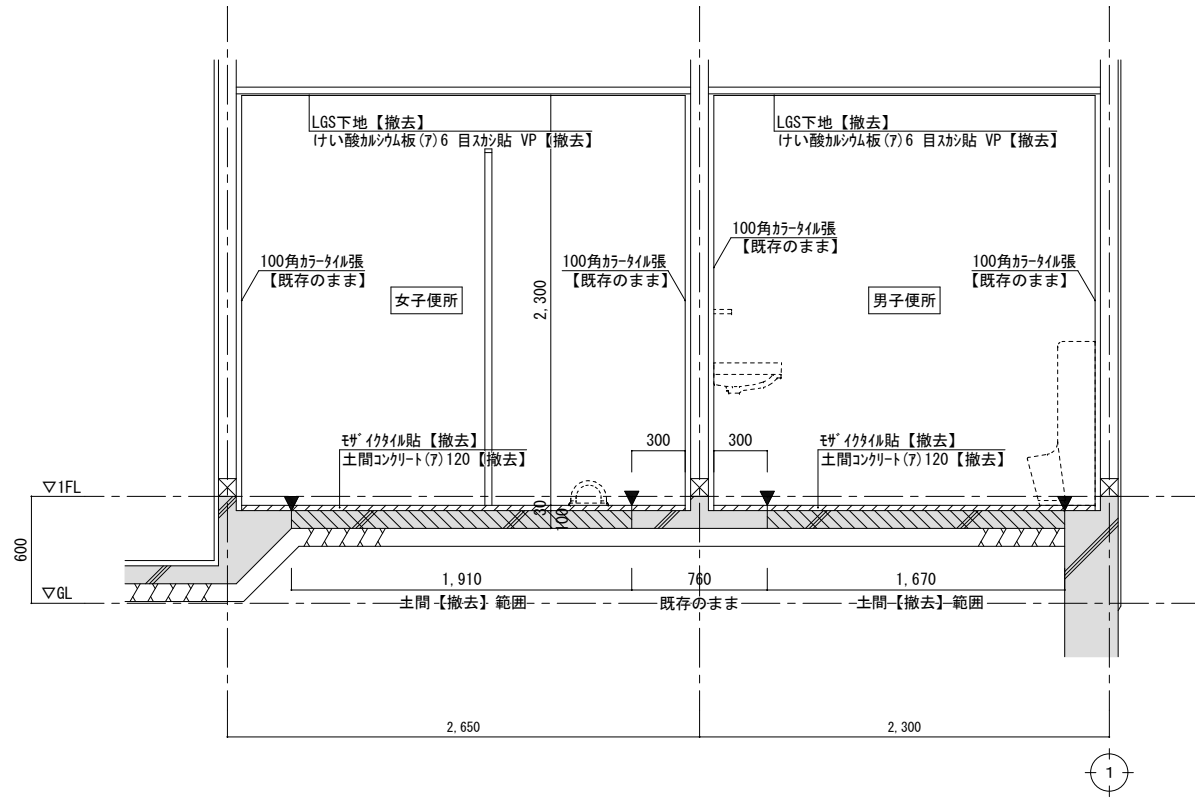 LGS下地【撤去】
けい酸カルシウム板(ア)6 目スカシ貼 VP【撤去】
LGS下地【撤去】
けい酸カルシウム板(ア)6 目スカシ貼 VP【撤去】
100角カラータイル張
【既存のまま】
100角カラータイル張
【既存のまま】
100角カラータイル張
【既存のまま】
100角カラータイル張
【既存のまま】
女子便所
2,300
男子便所
モザイクタイル貼【撤去】
土間コンクリート(ア)120【撤去】
300
300
モザイクタイル貼【撤去】
土間コンクリート(ア)120【撤去】
▽1FL
30
100
600
▽GL
1,910
土間【撤去】範囲
760
既存のまま
1,670
土間【撤去】範囲
2,650
2,300
1